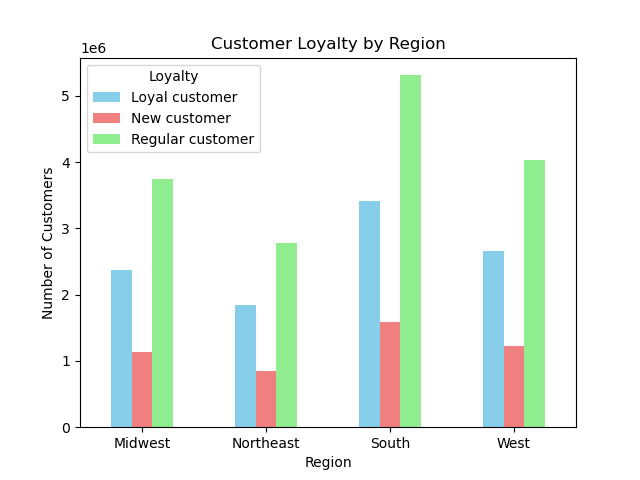 Customer Loyalty by Region
1e6
Loyalty
Loyal customer
New customer
Regular customer
Number of Customers
5
4
3
2
1
0
Midwest Northeast South West
Region